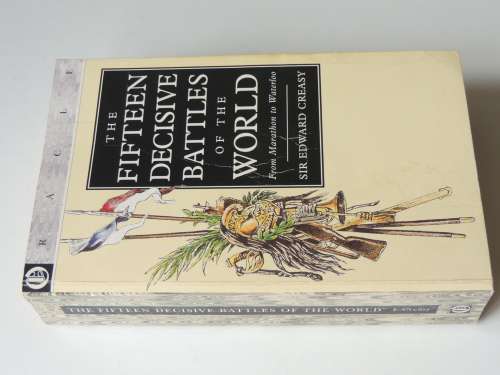 THE
FIFTEEN
DECISIVE
BATTLES
OF THE
WORLD
From Marathon to Waterloo
SIR EDWARD CREASY
THE FIFTEEN DECISIVE BATTLES OF THE WORLD